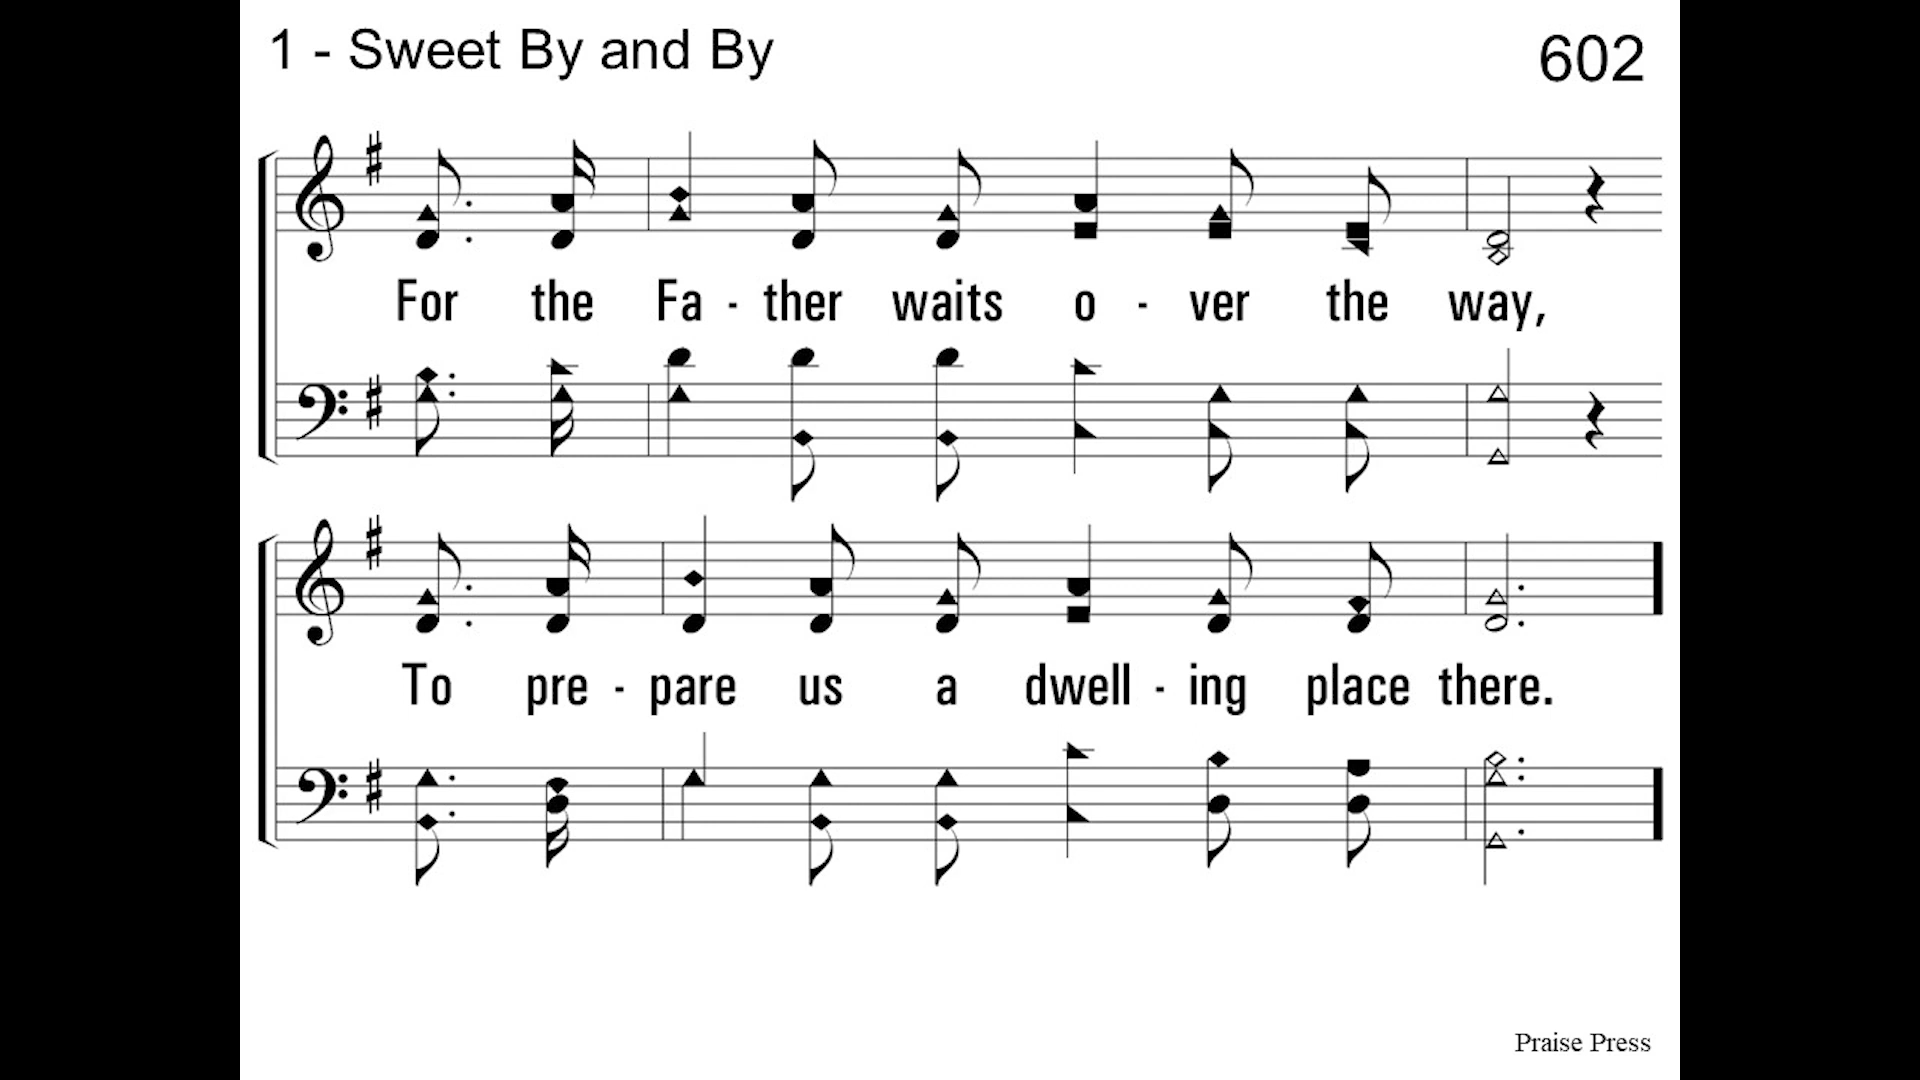 1 - Sweet By and By
602
For the Fa - ther waits o - ver the way,
To pre - pare us a dwell - ing place there.
Praise Press